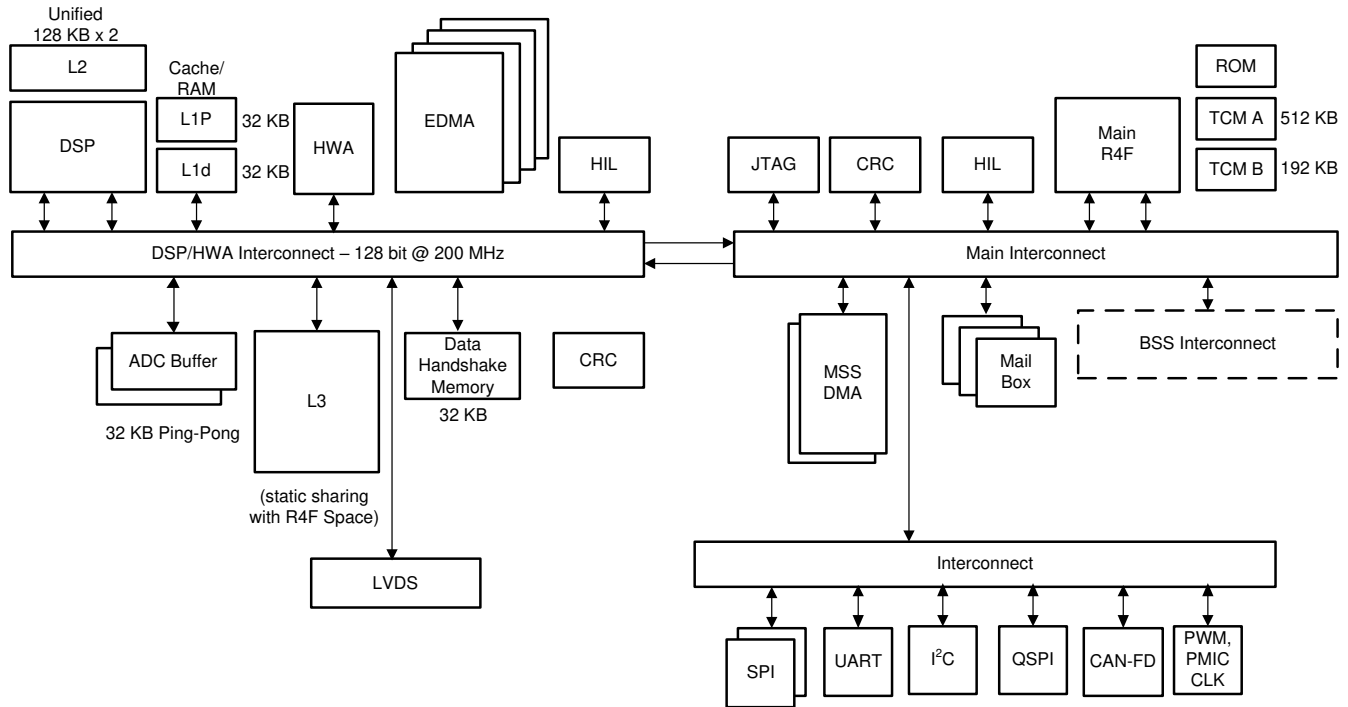 Unified
128 KB x 2
L2
Cache/
RAM
L1P
32 KB
L1d
32 KB
DSP
HWA
EDMA
HIL
JTAG
CRC
HIL
Main
R4F
ROM
TCM A
512 KB
TCM B
192 KB
DSP/HWA Interconnect – 128 bit @ 200 MHz
Main Interconnect
ADC Buffer
32 KB Ping-Pong
L3
(static sharing
with R4F Space)
Data
Handshake
Memory
32 KB
CRC
LVDS
MSS
DMA
Mail
Box
BSS Interconnect
Interconnect
SPI
UART
I²C
QSPI
CAN-FD
PWM,
PMIC
CLK